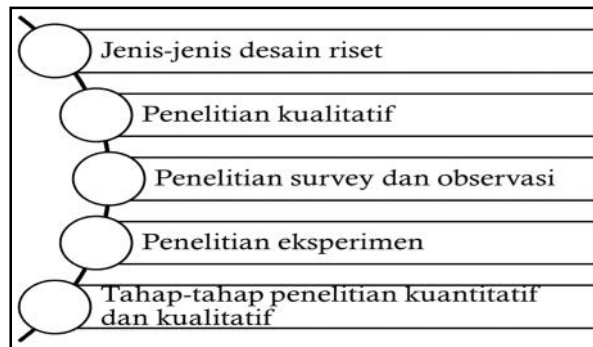 Jenis-jenis desain riset
Penelitian kualitatif
Penelitian survey dan observasi
Penelitian eksperimen
Tahap-tahap penelitian kuantitatif
dan kualitatif